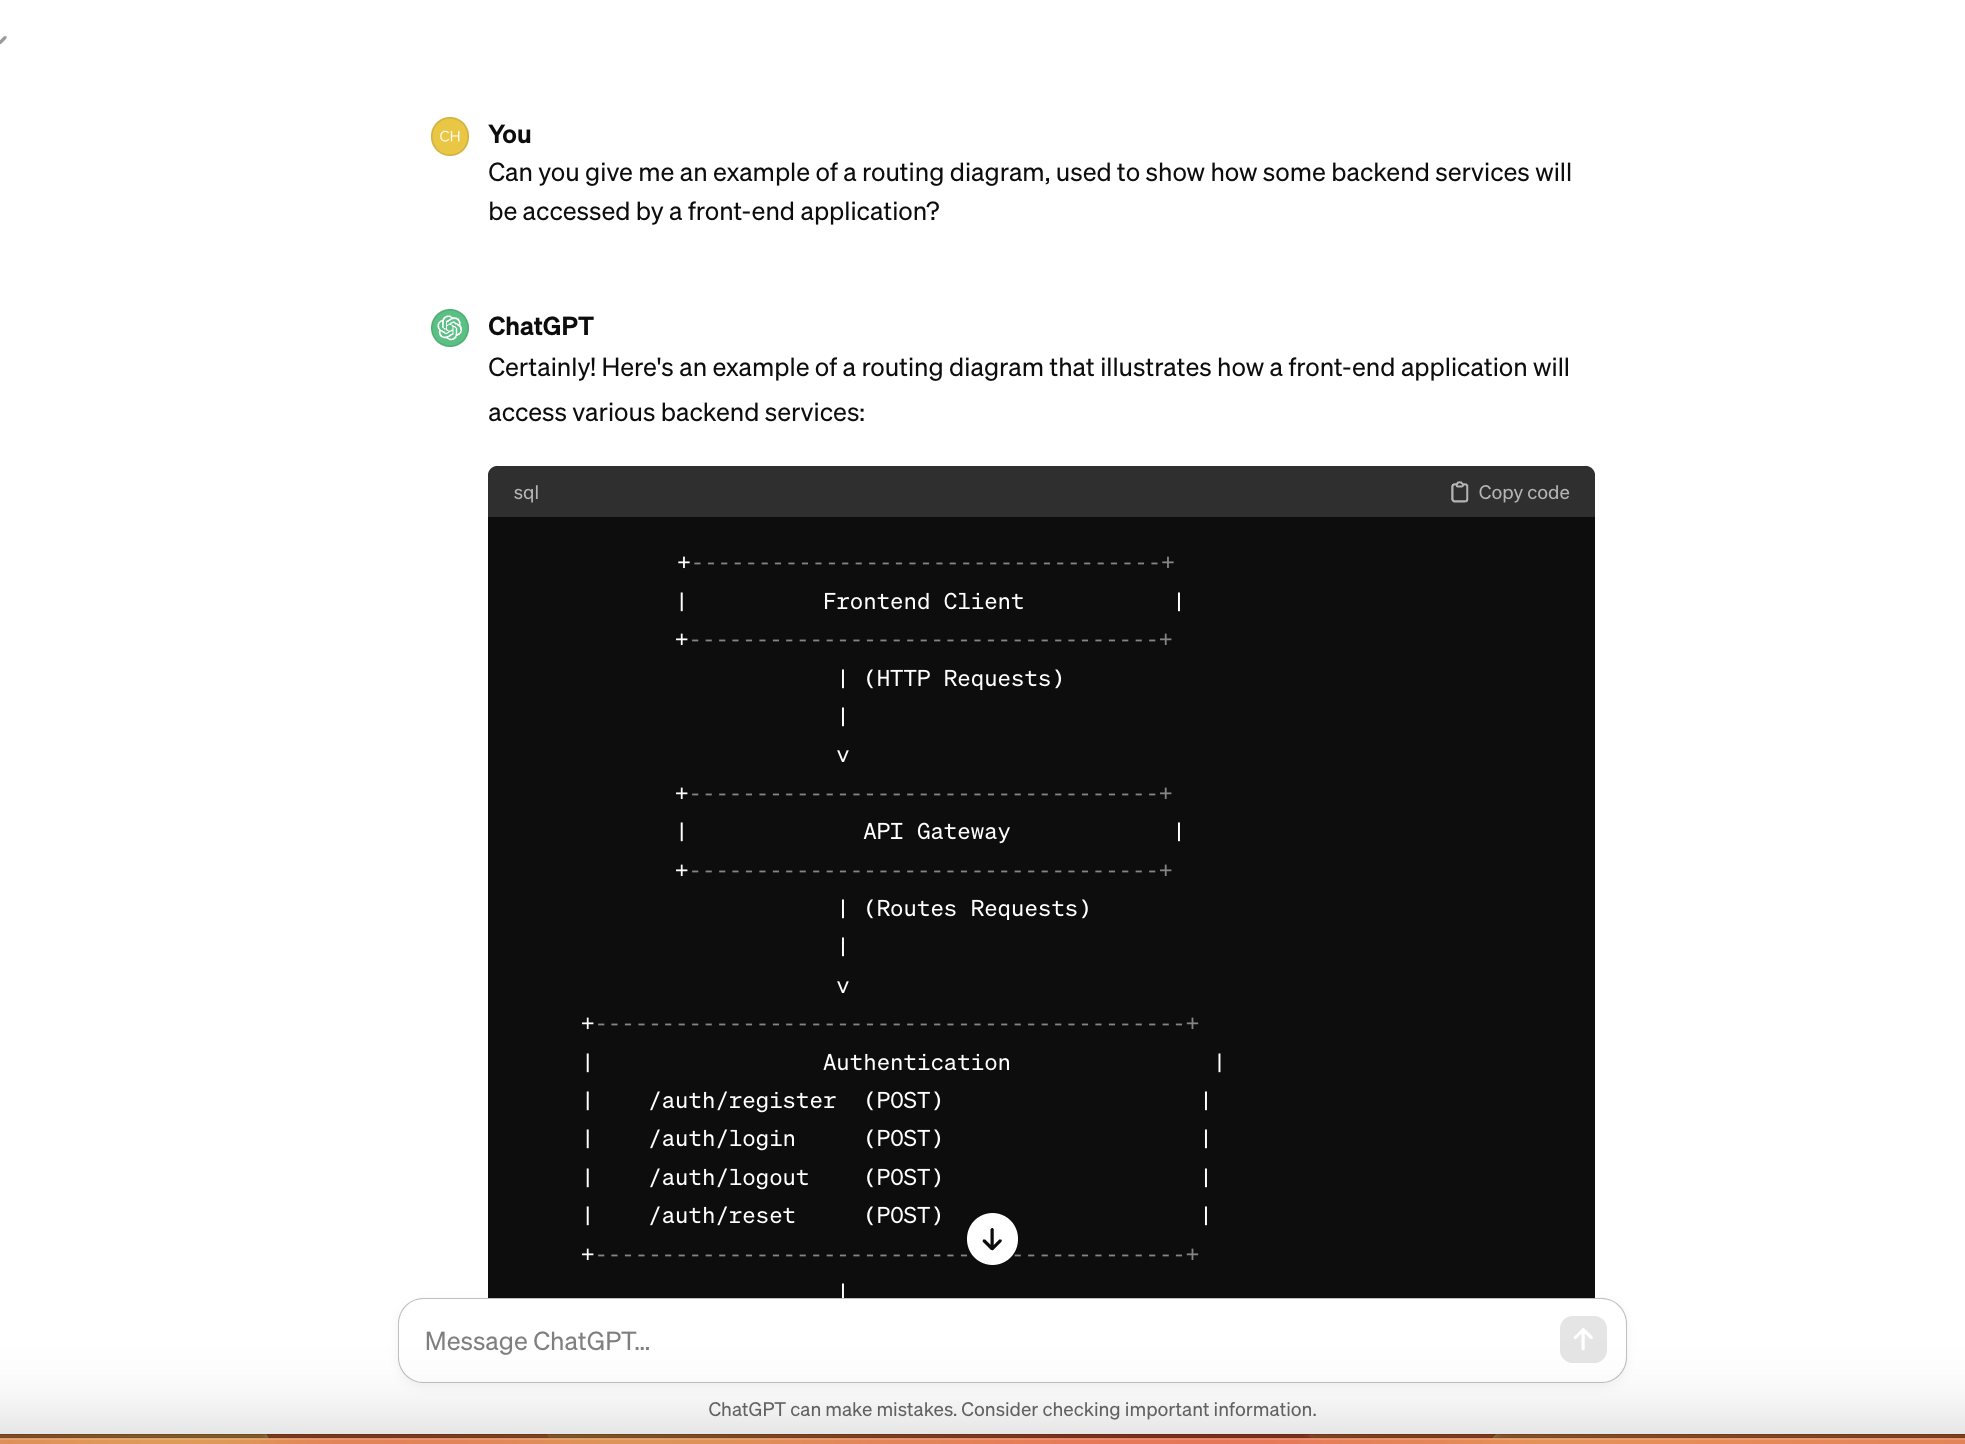 CH
You
Can you give me an example of a routing diagram, used to show how some backend services will
be accessed by a front-end application?
ChatGPT
Certainly! Here's an example of a routing diagram that illustrates how a front-end application will
access various backend services:
sql Copy code
+-----------------------------------+
|          Frontend Client           |
+-----------------------------------+
| (HTTP Requests)
|
v
+-----------------------------------+
|             API Gateway            |
+-----------------------------------+
| (Routes Requests)
|
v
+--------------------------------------------+
|                 Authentication               |
|    /auth/register  (POST)                   |
|    /auth/login     (POST)                   |
|    /auth/logout    (POST)                   |
|    /auth/reset     (POST)                   |
+--------------------------------------------+
|
Message ChatGPT...
ChatGPT can make mistakes. Consider checking important information.